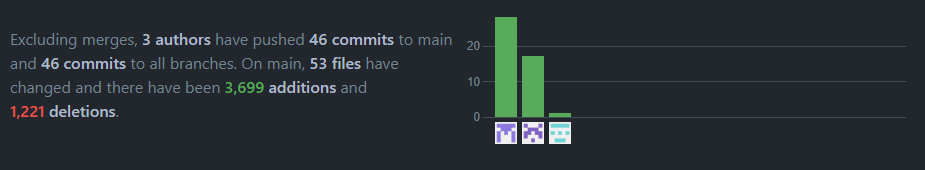 Excluding merges, 3 authors have pushed 46 commits to main
and 46 commits to all branches. On main, 53 files have
changed and there have been 3,699 additions and
1,221 deletions.
20
10
0